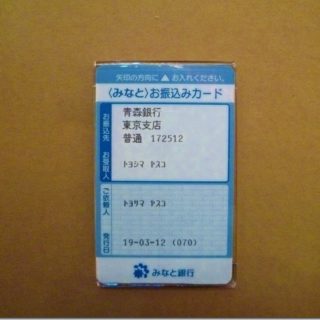 矢印の方向に▲お入れください。
〈みなと〉お振込みカード
お振込先
青森銀行
東京支店
普通 172512
お受取人
トヨシマ ヤスコ
ご依頼人
トヨサマ ヤスコ
発行日
19-03-12 (070)
みなと銀行